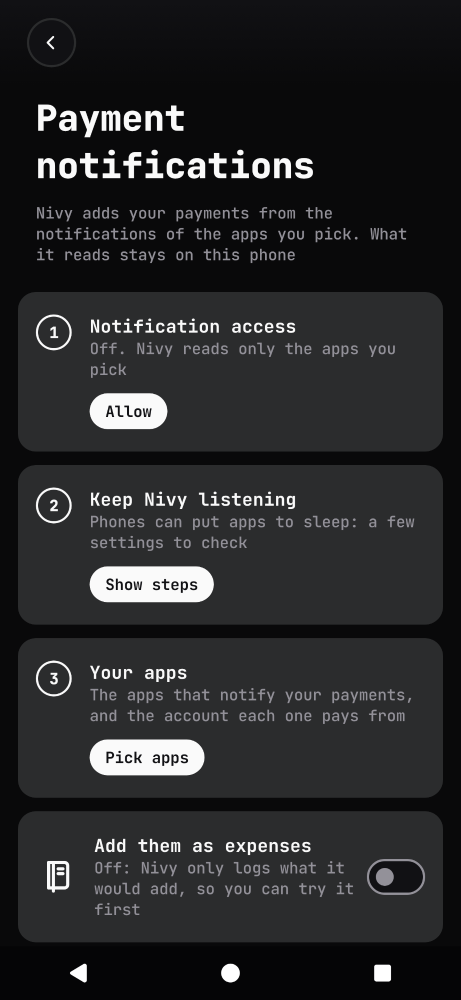 Payment
notifications
Nivy adds your payments from the
notifications of the apps you pick. What
it reads stays on this phone
1
Notification access
Off. Nivy reads only the apps you
pick
Allow
2
Keep Nivy listening
Phones can put apps to sleep: a few
settings to check
Show steps
3
Your apps
The apps that notify your payments,
and the account each one pays from
Pick apps
Add them as expenses
Off: Nivy only logs what it
would add, so you can try it
first